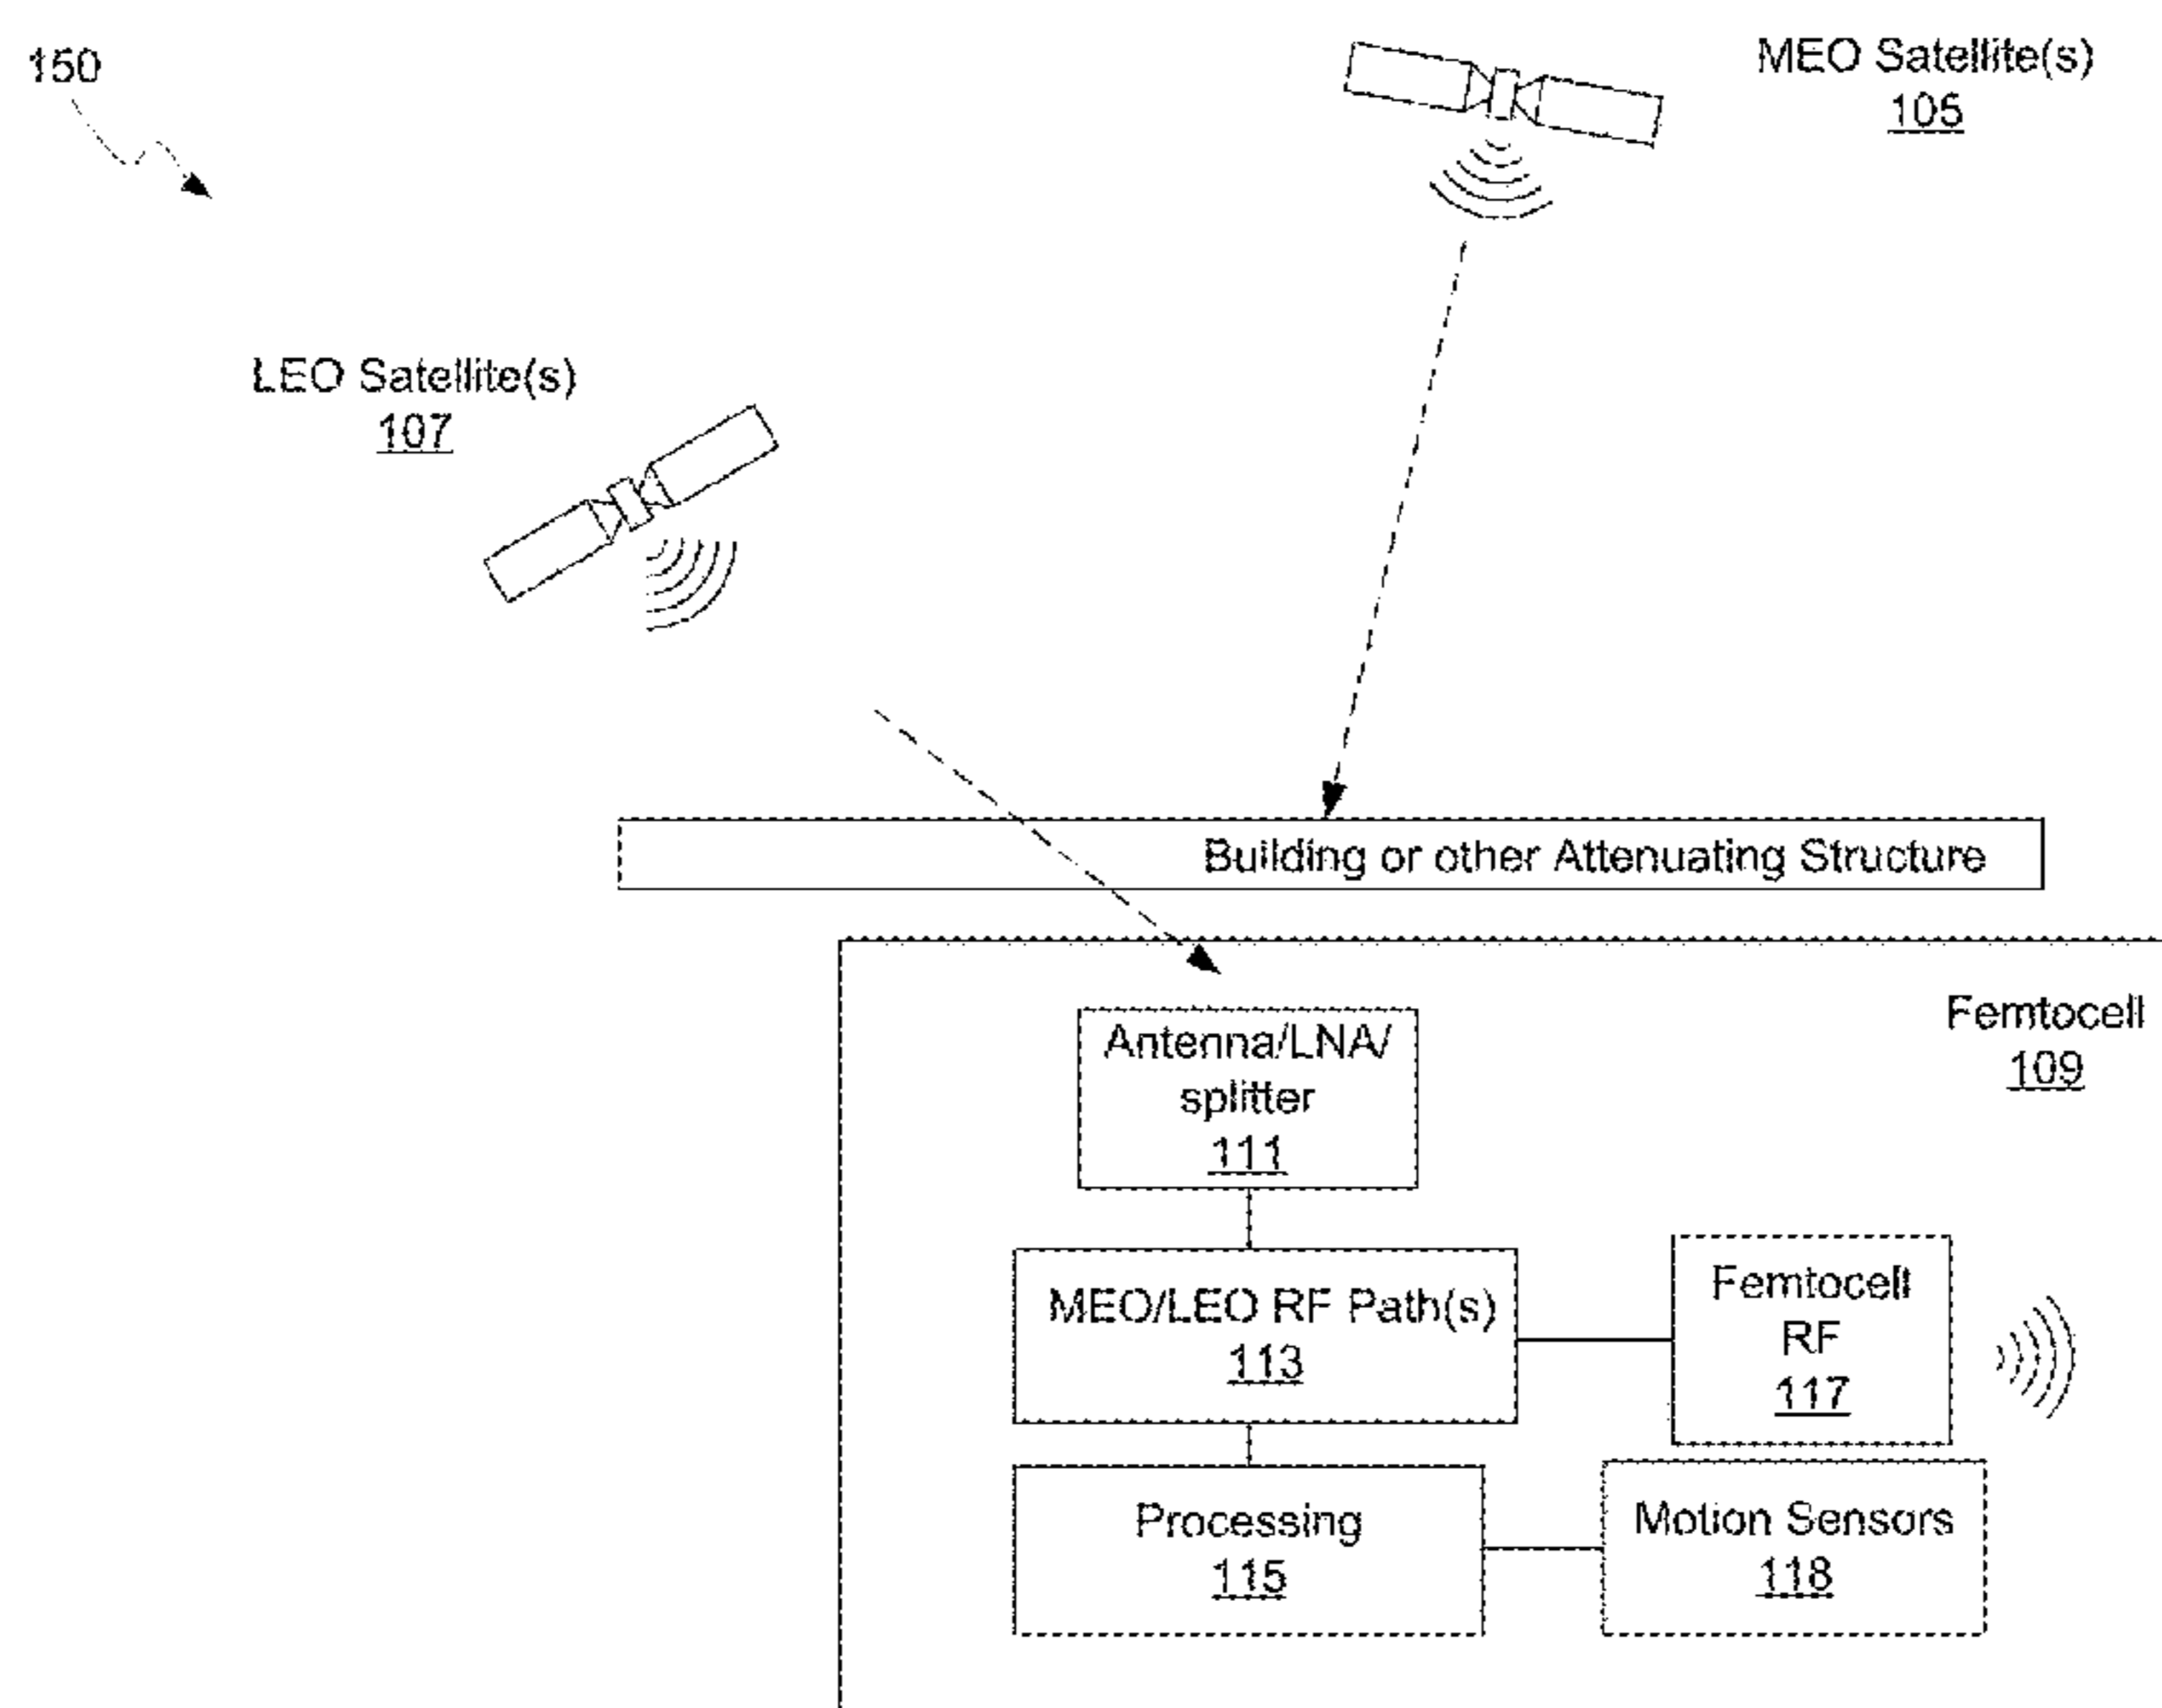 150
MEO Satellite(s)
105
LEO Satellite(s)
107
Building or other Attenuating Structure
Femtocell
109
Antenna/LNA/
splitter
111
MEO/LEO RF Path(s)
113
Femtocell
RF
117
Processing
115
Motion Sensors
118